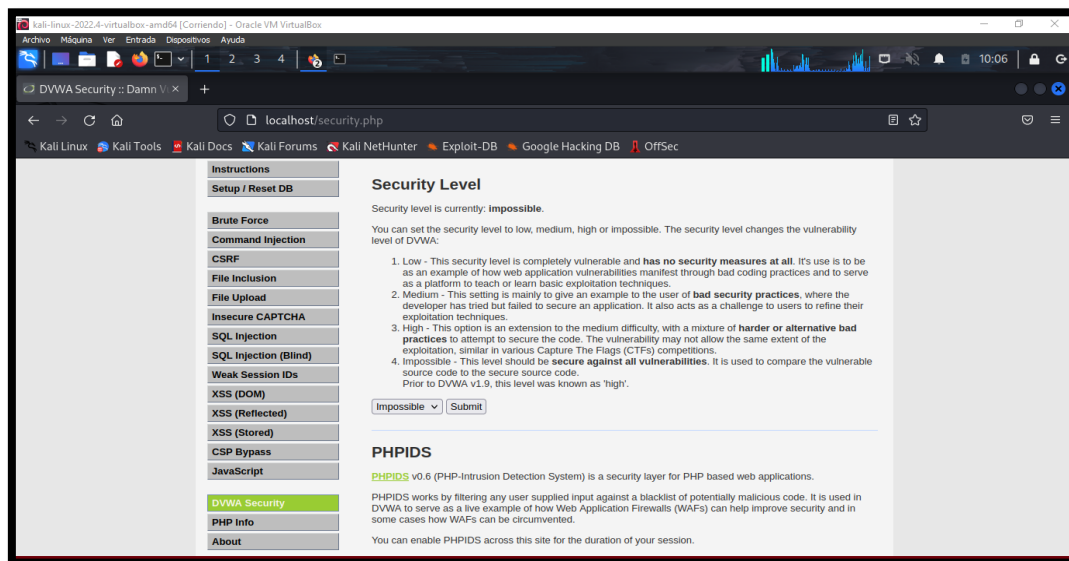 kali-linux-2022.4-virtualbox-amd64 [Corriendo] - Oracle VM VirtualBox
Archivo Máquina Ver Entrada Dispositivos Ayuda
1 2 3 4 10:06
DVWA Security :: Damn
localhost/security.php
Kali Linux Kali Tools Kali Docs Kali Forums Kali NetHunter Exploit-DB Google Hacking DB OffSec
Instructions
Setup / Reset DB
Brute Force
Command Injection
CSRF
File Inclusion
File Upload
Insecure CAPTCHA
SQL Injection
SQL Injection (Blind)
Weak Session IDs
XSS (DOM)
XSS (Reflected)
XSS (Stored)
CSP Bypass
JavaScript
DVWA Security
PHP Info
About
Security Level
Security level is currently: impossible.
You can set the security level to low, medium, high or impossible. The security level changes the vulnerability
level of DVWA:
1. Low - This security level is completely vulnerable and has no security measures at all. It's use is to be
as an example of how web application vulnerabilities manifest through bad coding practices and to serve
as a platform to teach or learn basic exploitation techniques.
2. Medium - This setting is mainly to give an example to the user of bad security practices, where the
developer has tried but failed to secure an application. It also acts as a challenge to users to refine their
exploitation techniques.
3. High - This option is an extension to the medium difficulty, with a mixture of harder or alternative bad
practices to attempt to secure the code. The vulnerability may not allow the same extent of the
exploitation, similar in various Capture The Flags (CTFs) competitions.
4. Impossible - This level should be secure against all vulnerabilities. It is used to compare the vulnerable
source code to the secure source code.
Prior to DVWA v1.9, this level was known as 'high'.
Impossible Submit
PHPIDS
PHPIDS v0.6 (PHP-Intrusion Detection System) is a security layer for PHP based web applications.
PHPIDS works by filtering any user supplied input against a blacklist of potentially malicious code. It is used in
DVWA to serve as a live example of how Web Application Firewalls (WAFs) can help improve security and in
some cases how WAFs can be circumvented.
You can enable PHPIDS across this site for the duration of your session.